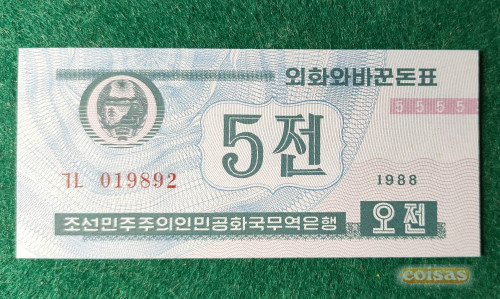 외화와바꾼돈표
5 5 5 5
5전
ㄱL 019892
1988
조선민주주의인민공화국무역은행
오전
coisas